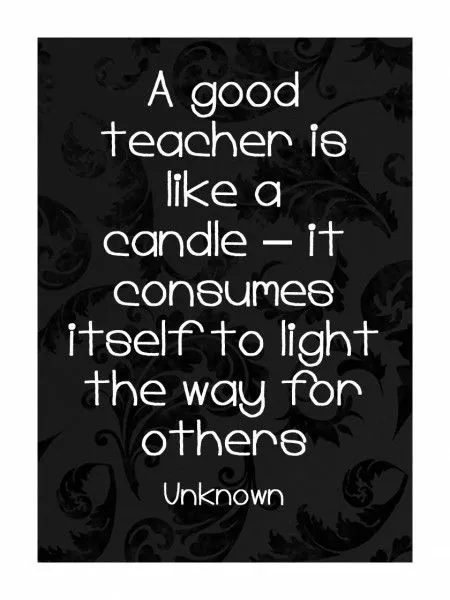 A good
teacher is
like a
candle – it
consumes
itself to light
the way for
others
Unknown